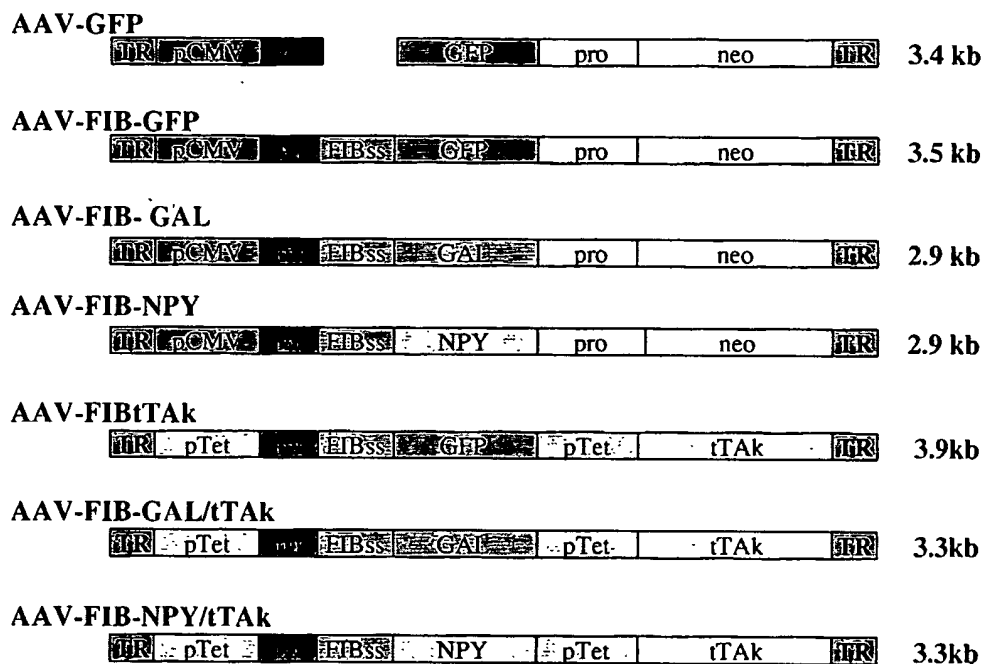 AAV-GFP
TR pCMV GFP pro neo TR 3.4 kb
AAV-FIB-GFP
TR pCMV FIBss GFP pro neo TR 3.5 kb
AAV-FIB- GAL
TR pCMV FIBss GAL pro neo TR 2.9 kb
AAV-FIB-NPY
TR pCMV FIBss NPY pro neo TR 2.9 kb
AAV-FIBtTAk
TR pTet FIBss GFP pTet tTAk TR 3.9kb
AAV-FIB-GAL/tTAk
TR pTet FIBss GAL pTet tTAk TR 3.3kb
AAV-FIB-NPY/tTAk
TR pTet FIBss NPY pTet tTAk TR 3.3kb